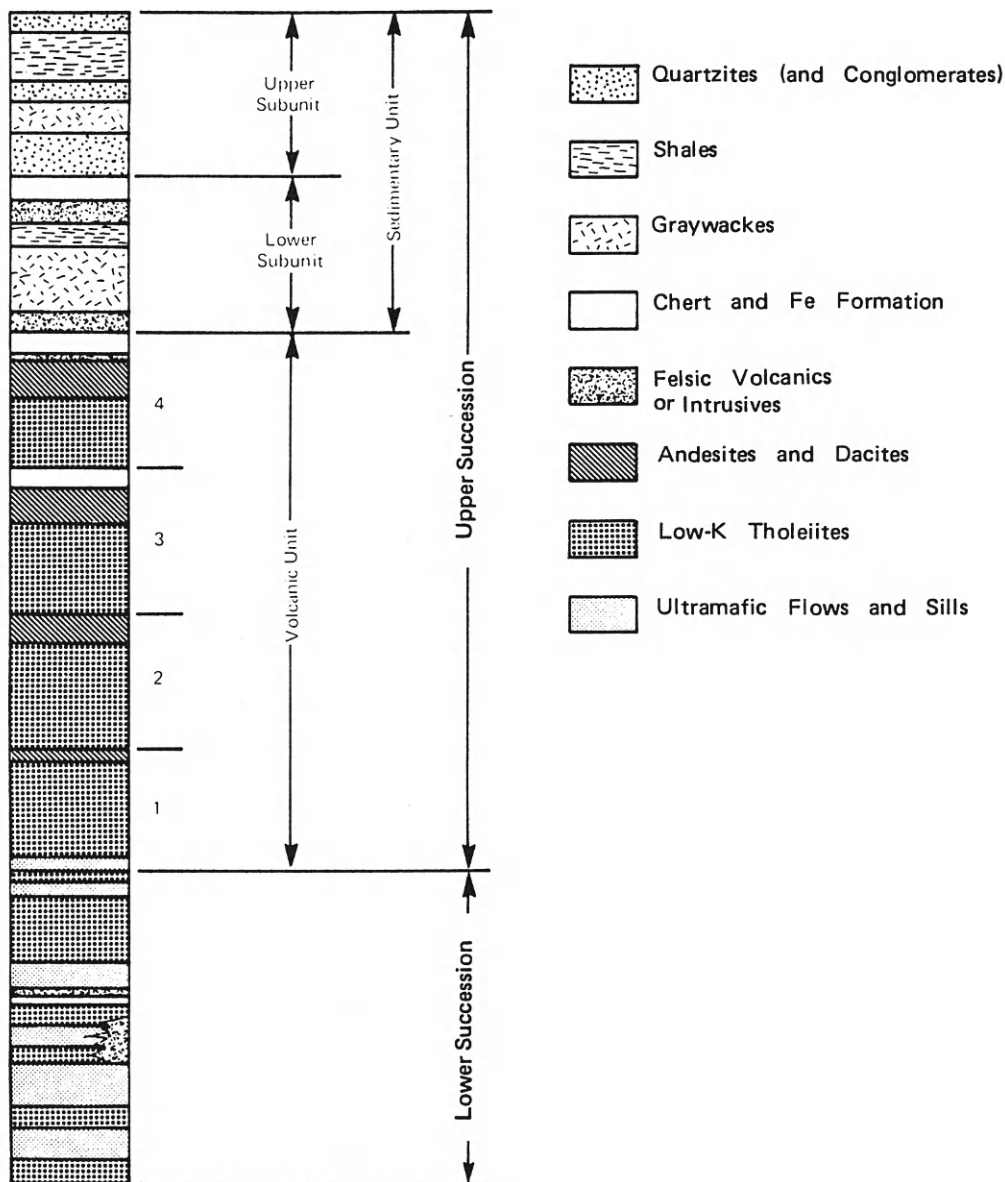 Upper
Subunit
Lower
Subunit
Sedimentary Unit
4
3
2
1
Volcanic Unit
Upper Succession
Lower Succession
Quartzites (and Conglomerates)
Shales
Graywackes
Chert and Fe Formation
Felsic Volcanics
or Intrusives
Andesites and Dacites
Low-K Tholeiites
Ultramafic Flows and Sills